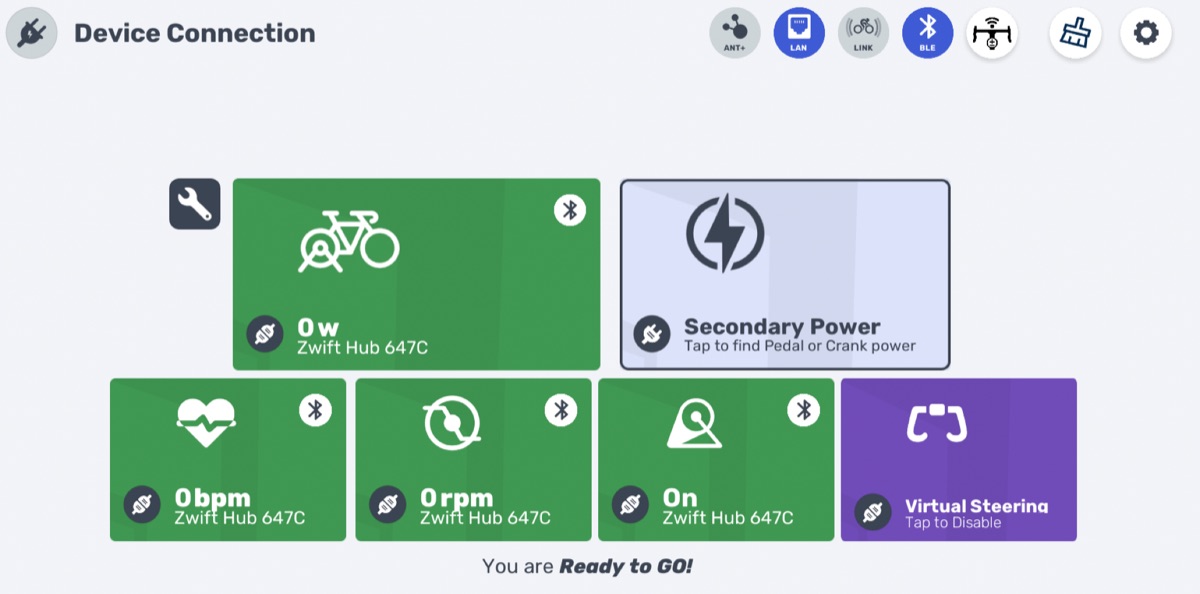 Device Connection
ANT+
LAN
LINK
BLE
0 w
Zwift Hub 647C
Secondary Power
Tap to find Pedal or Crank power
0 bpm
Zwift Hub 647C
0 rpm
Zwift Hub 647C
On
Zwift Hub 647C
Virtual Steering
Tap to Disable
You are Ready to GO!